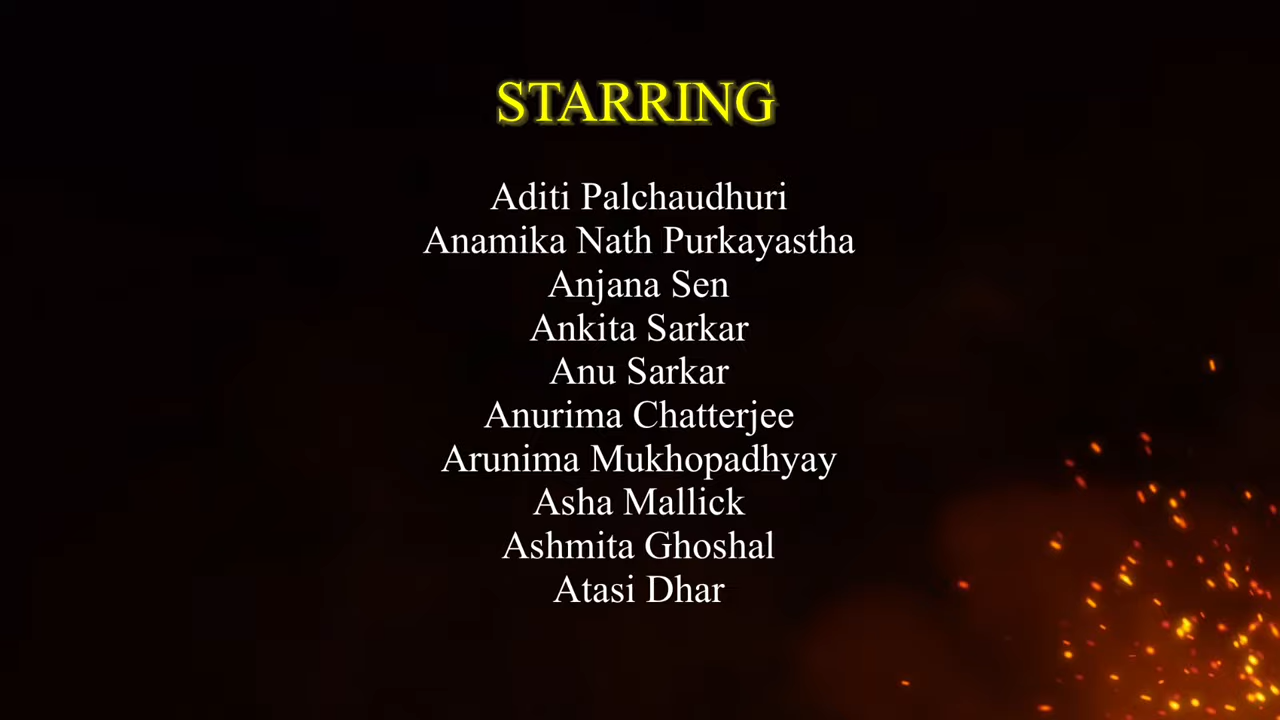 STARRING
Aditi Palchaudhuri
Anamika Nath Purkayastha
Anjana Sen
Ankita Sarkar
Anu Sarkar
Anurima Chatterjee
Arunima Mukhopadhyay
Asha Mallick
Ashmita Ghoshal
Atasi Dhar